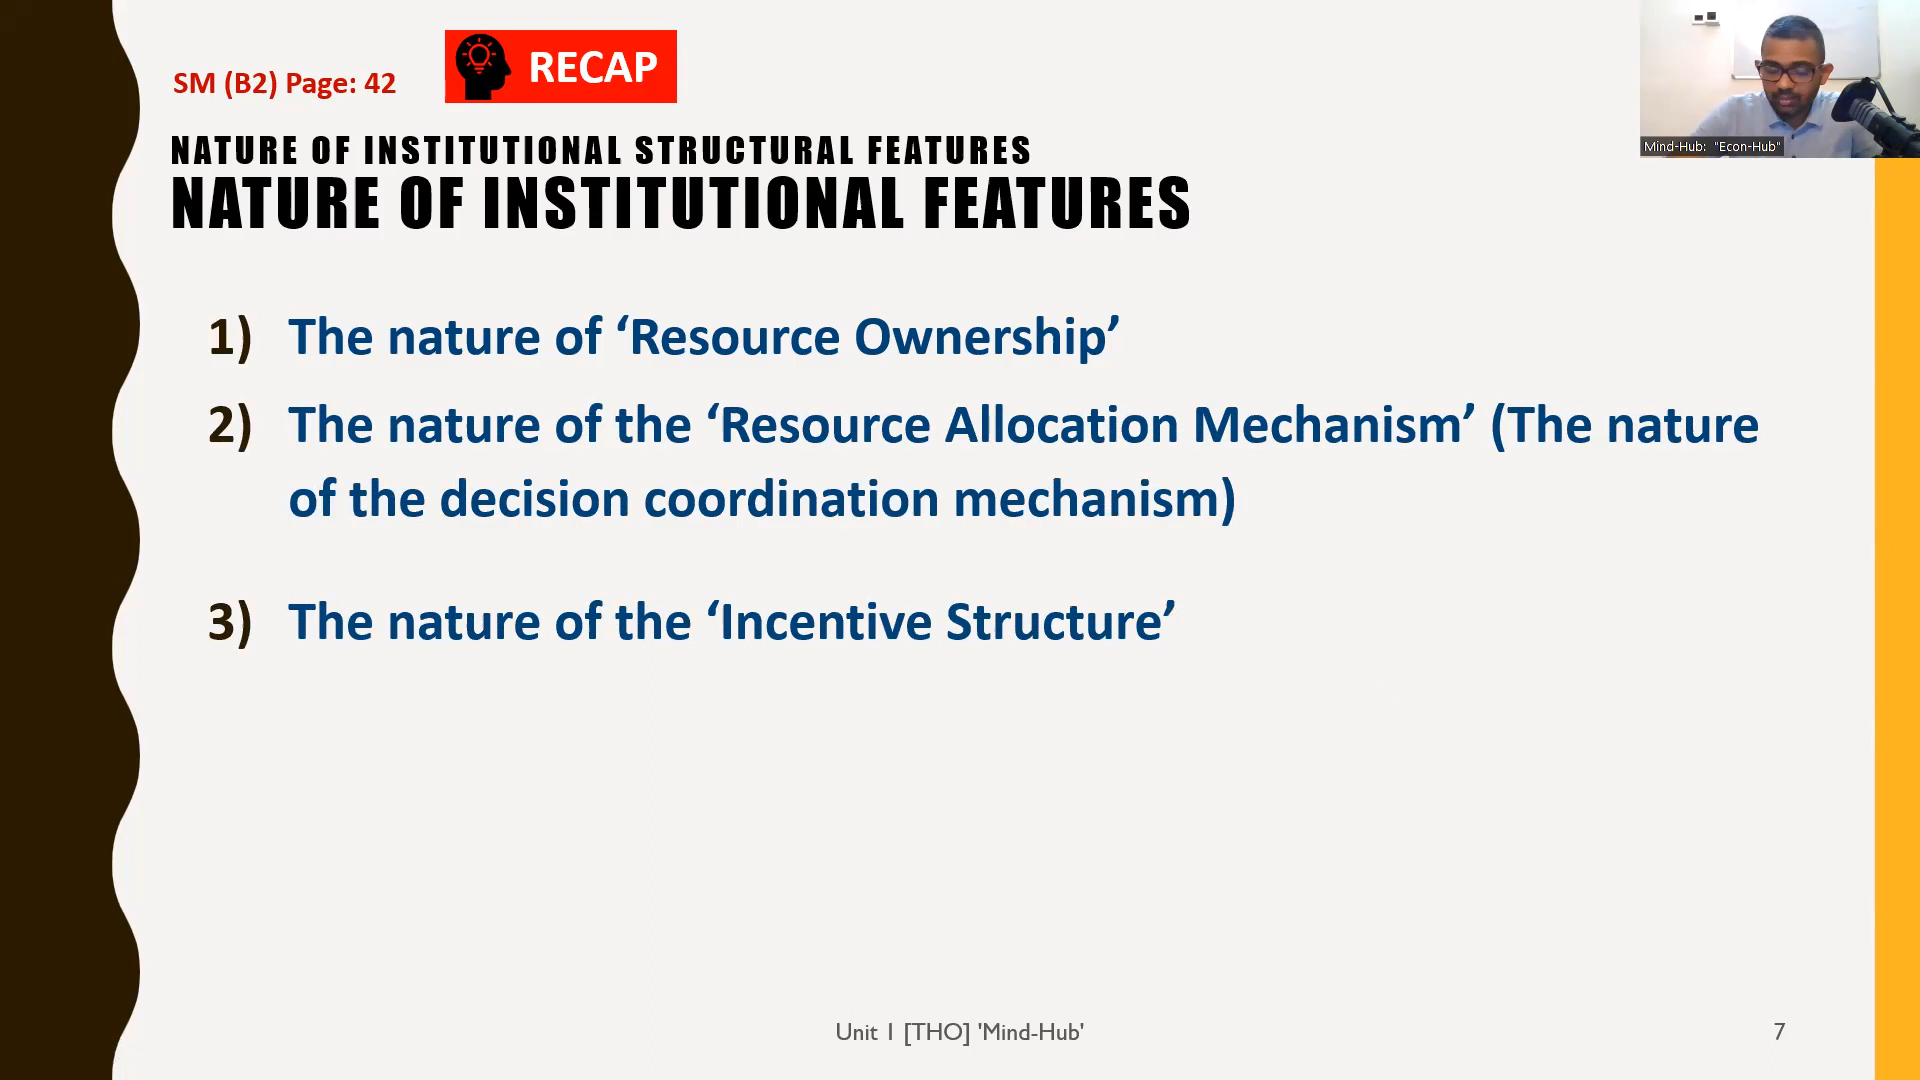 SM (B2) Page: 42
RECAP
Mind-Hub: "Econ-Hub"
NATURE OF INSTITUTIONAL STRUCTURAL FEATURES
NATURE OF INSTITUTIONAL FEATURES
1) The nature of ‘Resource Ownership’
2) The nature of the ‘Resource Allocation Mechanism’ (The nature
of the decision coordination mechanism)
3) The nature of the ‘Incentive Structure’
Unit 1 [THO] 'Mind-Hub'
7